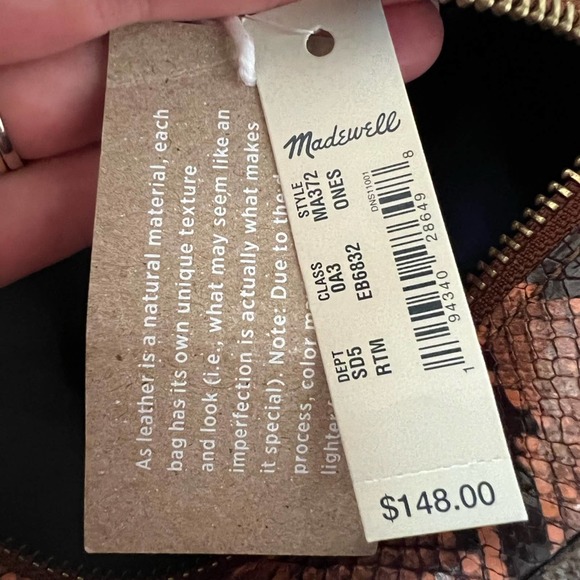 As leather is a natural material, each
bag has its own unique texture
and look (i.e., what may seem like an
imperfection is actually what makes
it special). Note: Due to the
process, color
lighter
Madewell
DEPT CLASS STYLE
SD5 0A3 MA372
RTM EB6832 ONES
DNS11001
1 94340 28649 8
$148.00